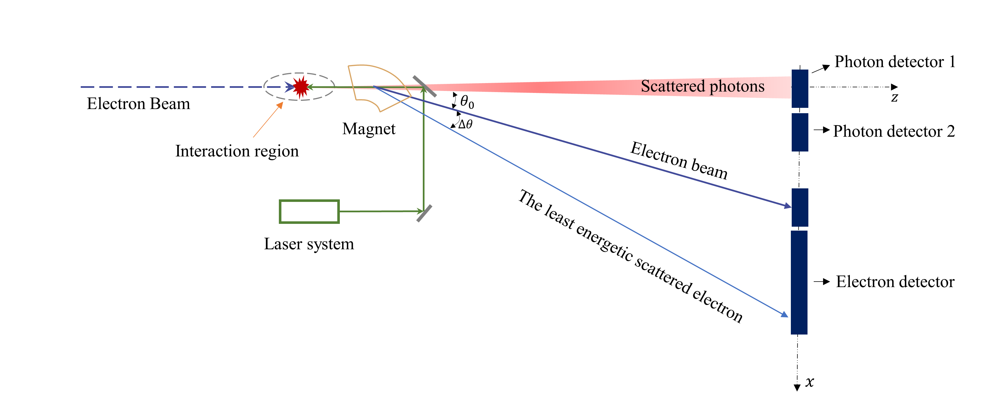 Photon detector 1
Scattered photons
z
Electron Beam
θ₀
Δθ
Magnet
Photon detector 2
Interaction region
Electron beam
The least energetic scattered electron
Laser system
Electron detector
x